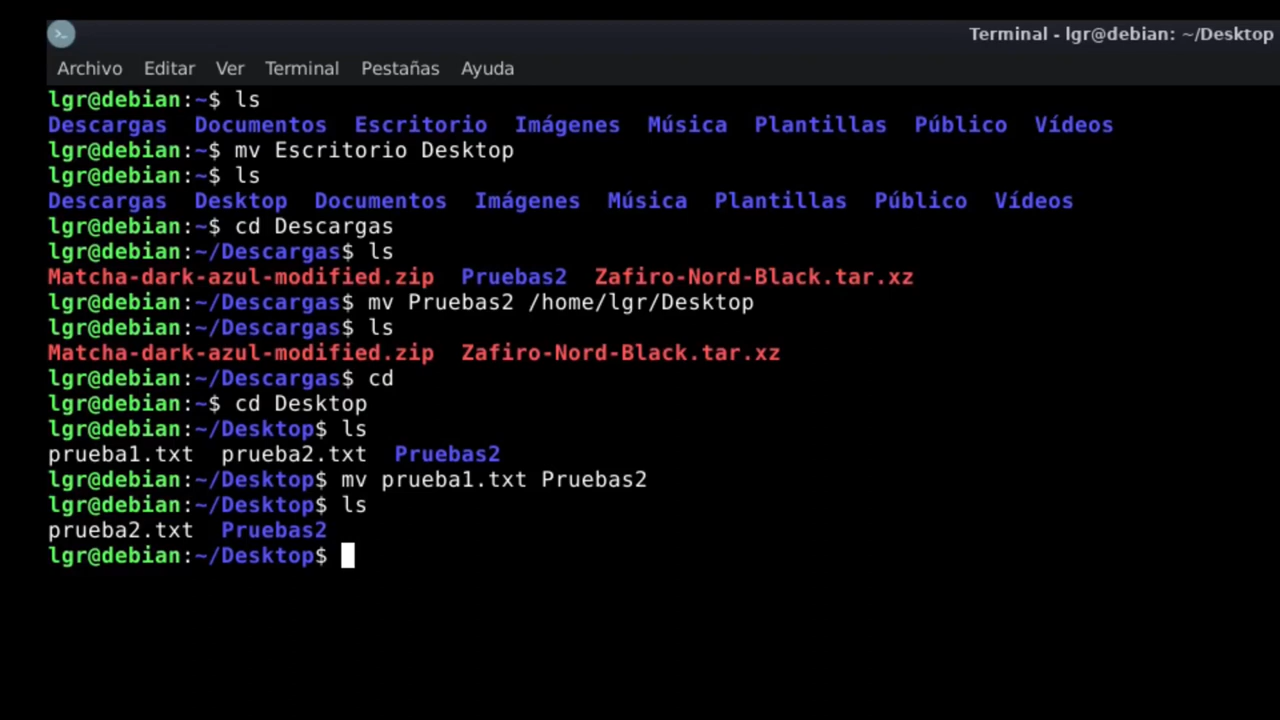 Terminal - lgr@debian: ~/Desktop
Archivo Editar Ver Terminal Pestañas Ayuda
lgr@debian:~$ ls
Descargas Documentos Escritorio Imágenes Música Plantillas Público Vídeos
lgr@debian:~$ mv Escritorio Desktop
lgr@debian:~$ ls
Descargas Desktop Documentos Imágenes Música Plantillas Público Vídeos
lgr@debian:~$ cd Descargas
lgr@debian:~/Descargas$ ls
Matcha-dark-azul-modified.zip Pruebas2 Zafiro-Nord-Black.tar.xz
lgr@debian:~/Descargas$ mv Pruebas2 /home/lgr/Desktop
lgr@debian:~/Descargas$ ls
Matcha-dark-azul-modified.zip Zafiro-Nord-Black.tar.xz
lgr@debian:~/Descargas$ cd
lgr@debian:~$ cd Desktop
lgr@debian:~/Desktop$ ls
prueba1.txt prueba2.txt Pruebas2
lgr@debian:~/Desktop$ mv prueba1.txt Pruebas2
lgr@debian:~/Desktop$ ls
prueba2.txt Pruebas2
lgr@debian:~/Desktop$